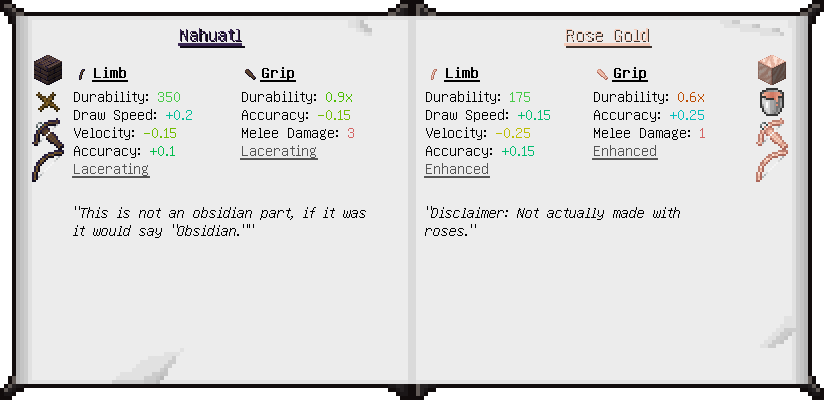 Nahuatl
Limb
Durability: 350
Draw Speed: +0.2
Velocity: -0.15
Accuracy: +0.1
Lacerating
Grip
Durability: 0.9x
Accuracy: -0.15
Melee Damage: 3
Lacerating
"This is not an obsidian part, if it was
it would say "Obsidian.""
Rose Gold
Limb
Durability: 175
Draw Speed: +0.15
Velocity: -0.25
Accuracy: +0.15
Enhanced
Grip
Durability: 0.6x
Accuracy: +0.25
Melee Damage: 1
Enhanced
"Disclaimer: Not actually made with
roses."